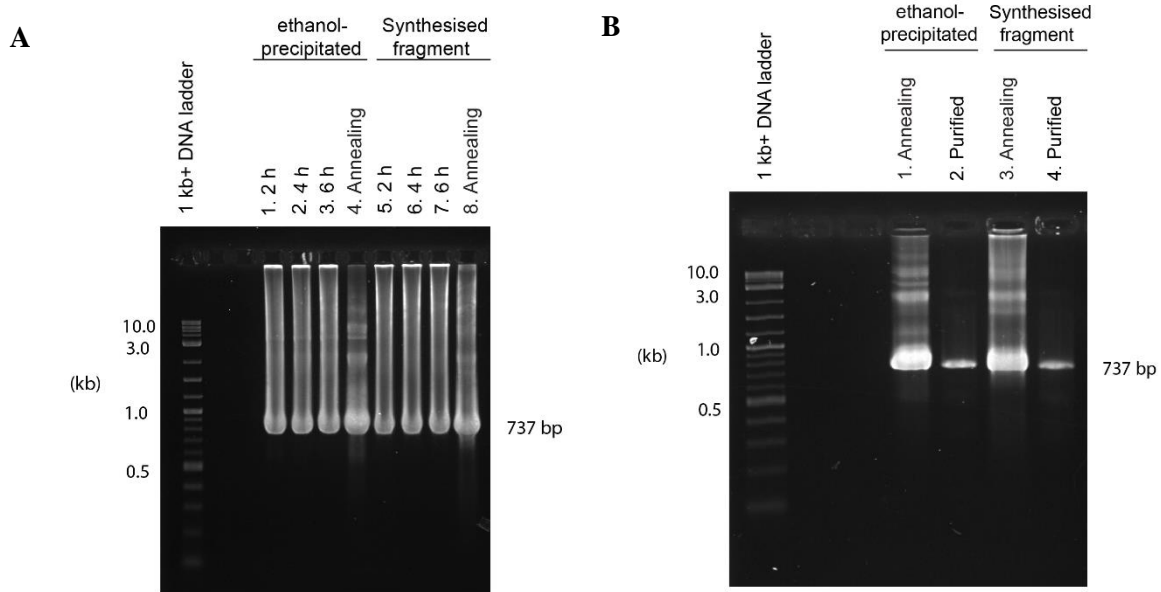 A
ethanol-
precipitated
Synthesised
fragment
1 kb+ DNA ladder
1. 2 h
2. 4 h
3. 6 h
4. Annealing
5. 2 h
6. 4 h
7. 6 h
8. Annealing
10.0
3.0
(kb)
1.0
0.5
737 bp
B
ethanol-
precipitated
Synthesised
fragment
1 kb+ DNA ladder
1. Annealing
2. Purified
3. Annealing
4. Purified
10.0
3.0
1.0
(kb)
0.5
737 bp